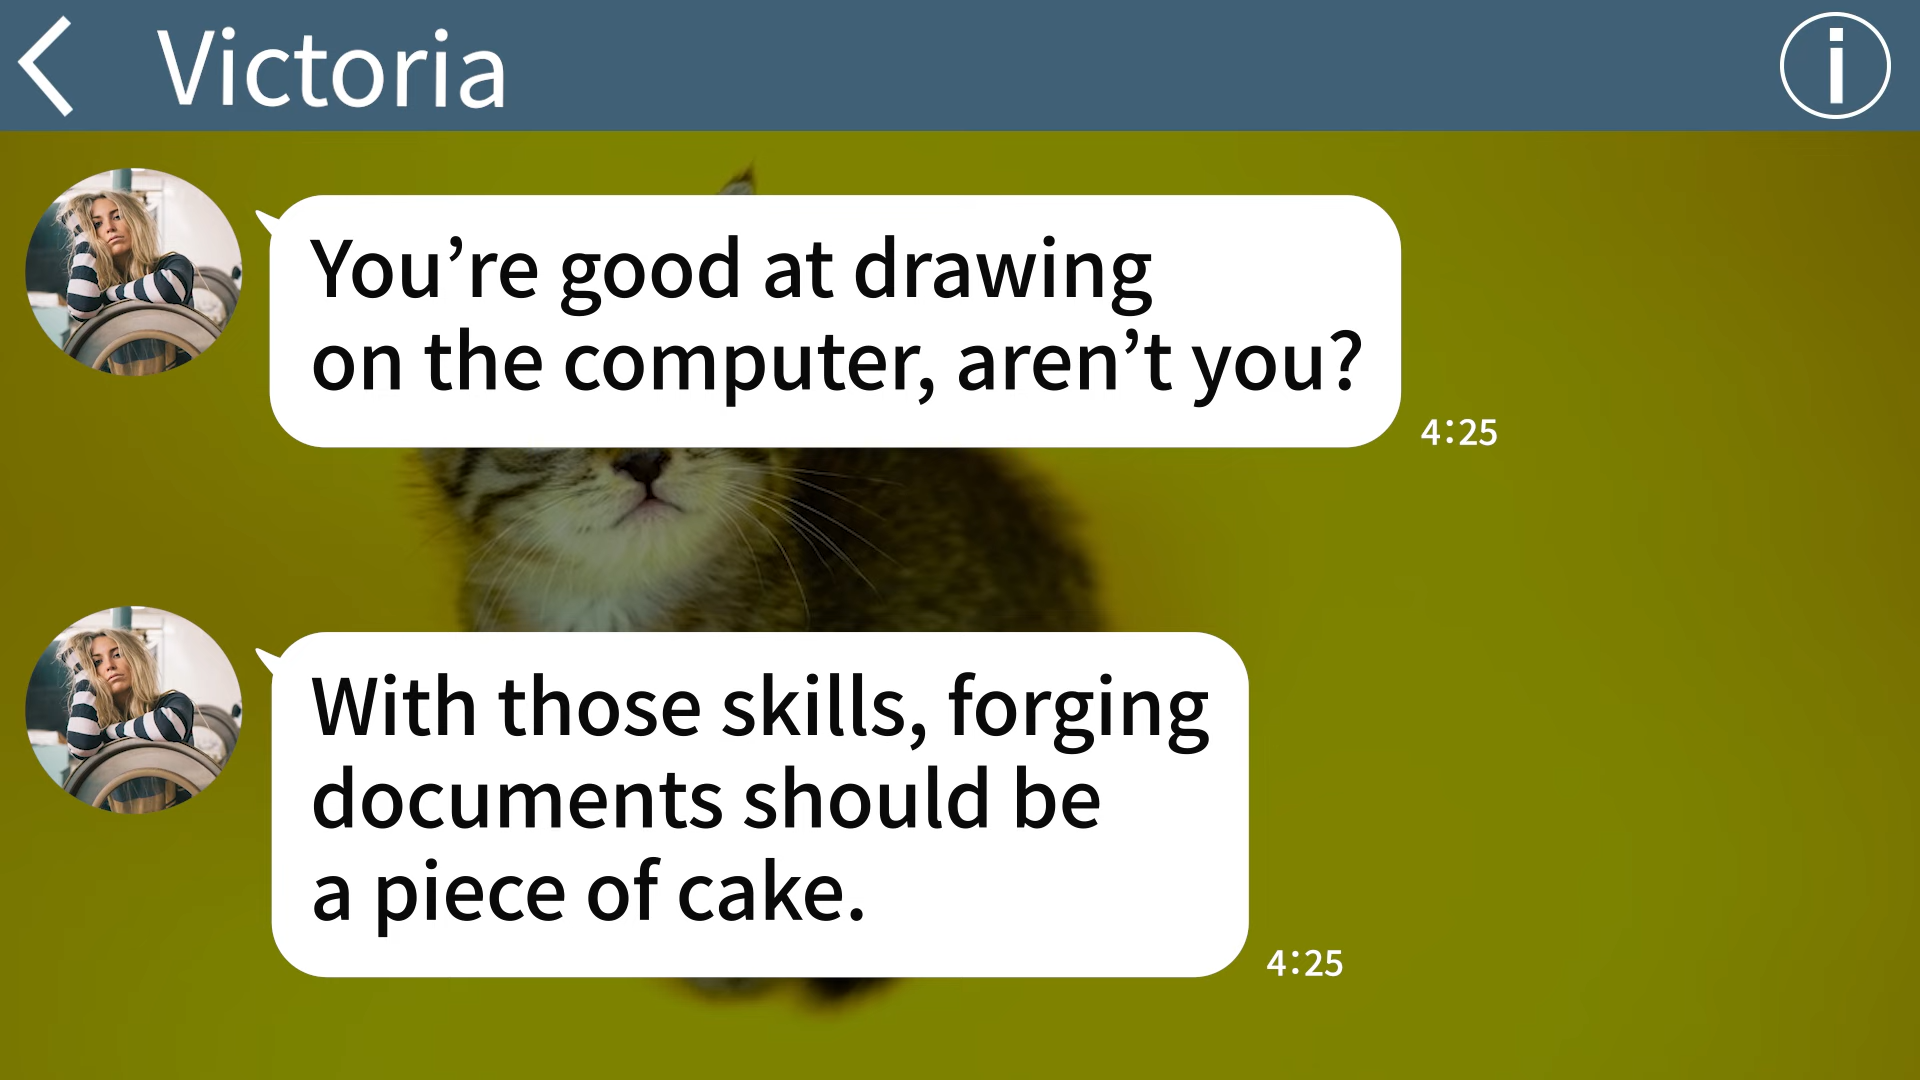 Victoria
You’re good at drawing
on the computer, aren’t you?
4:25
With those skills, forging
documents should be
a piece of cake.
4:25